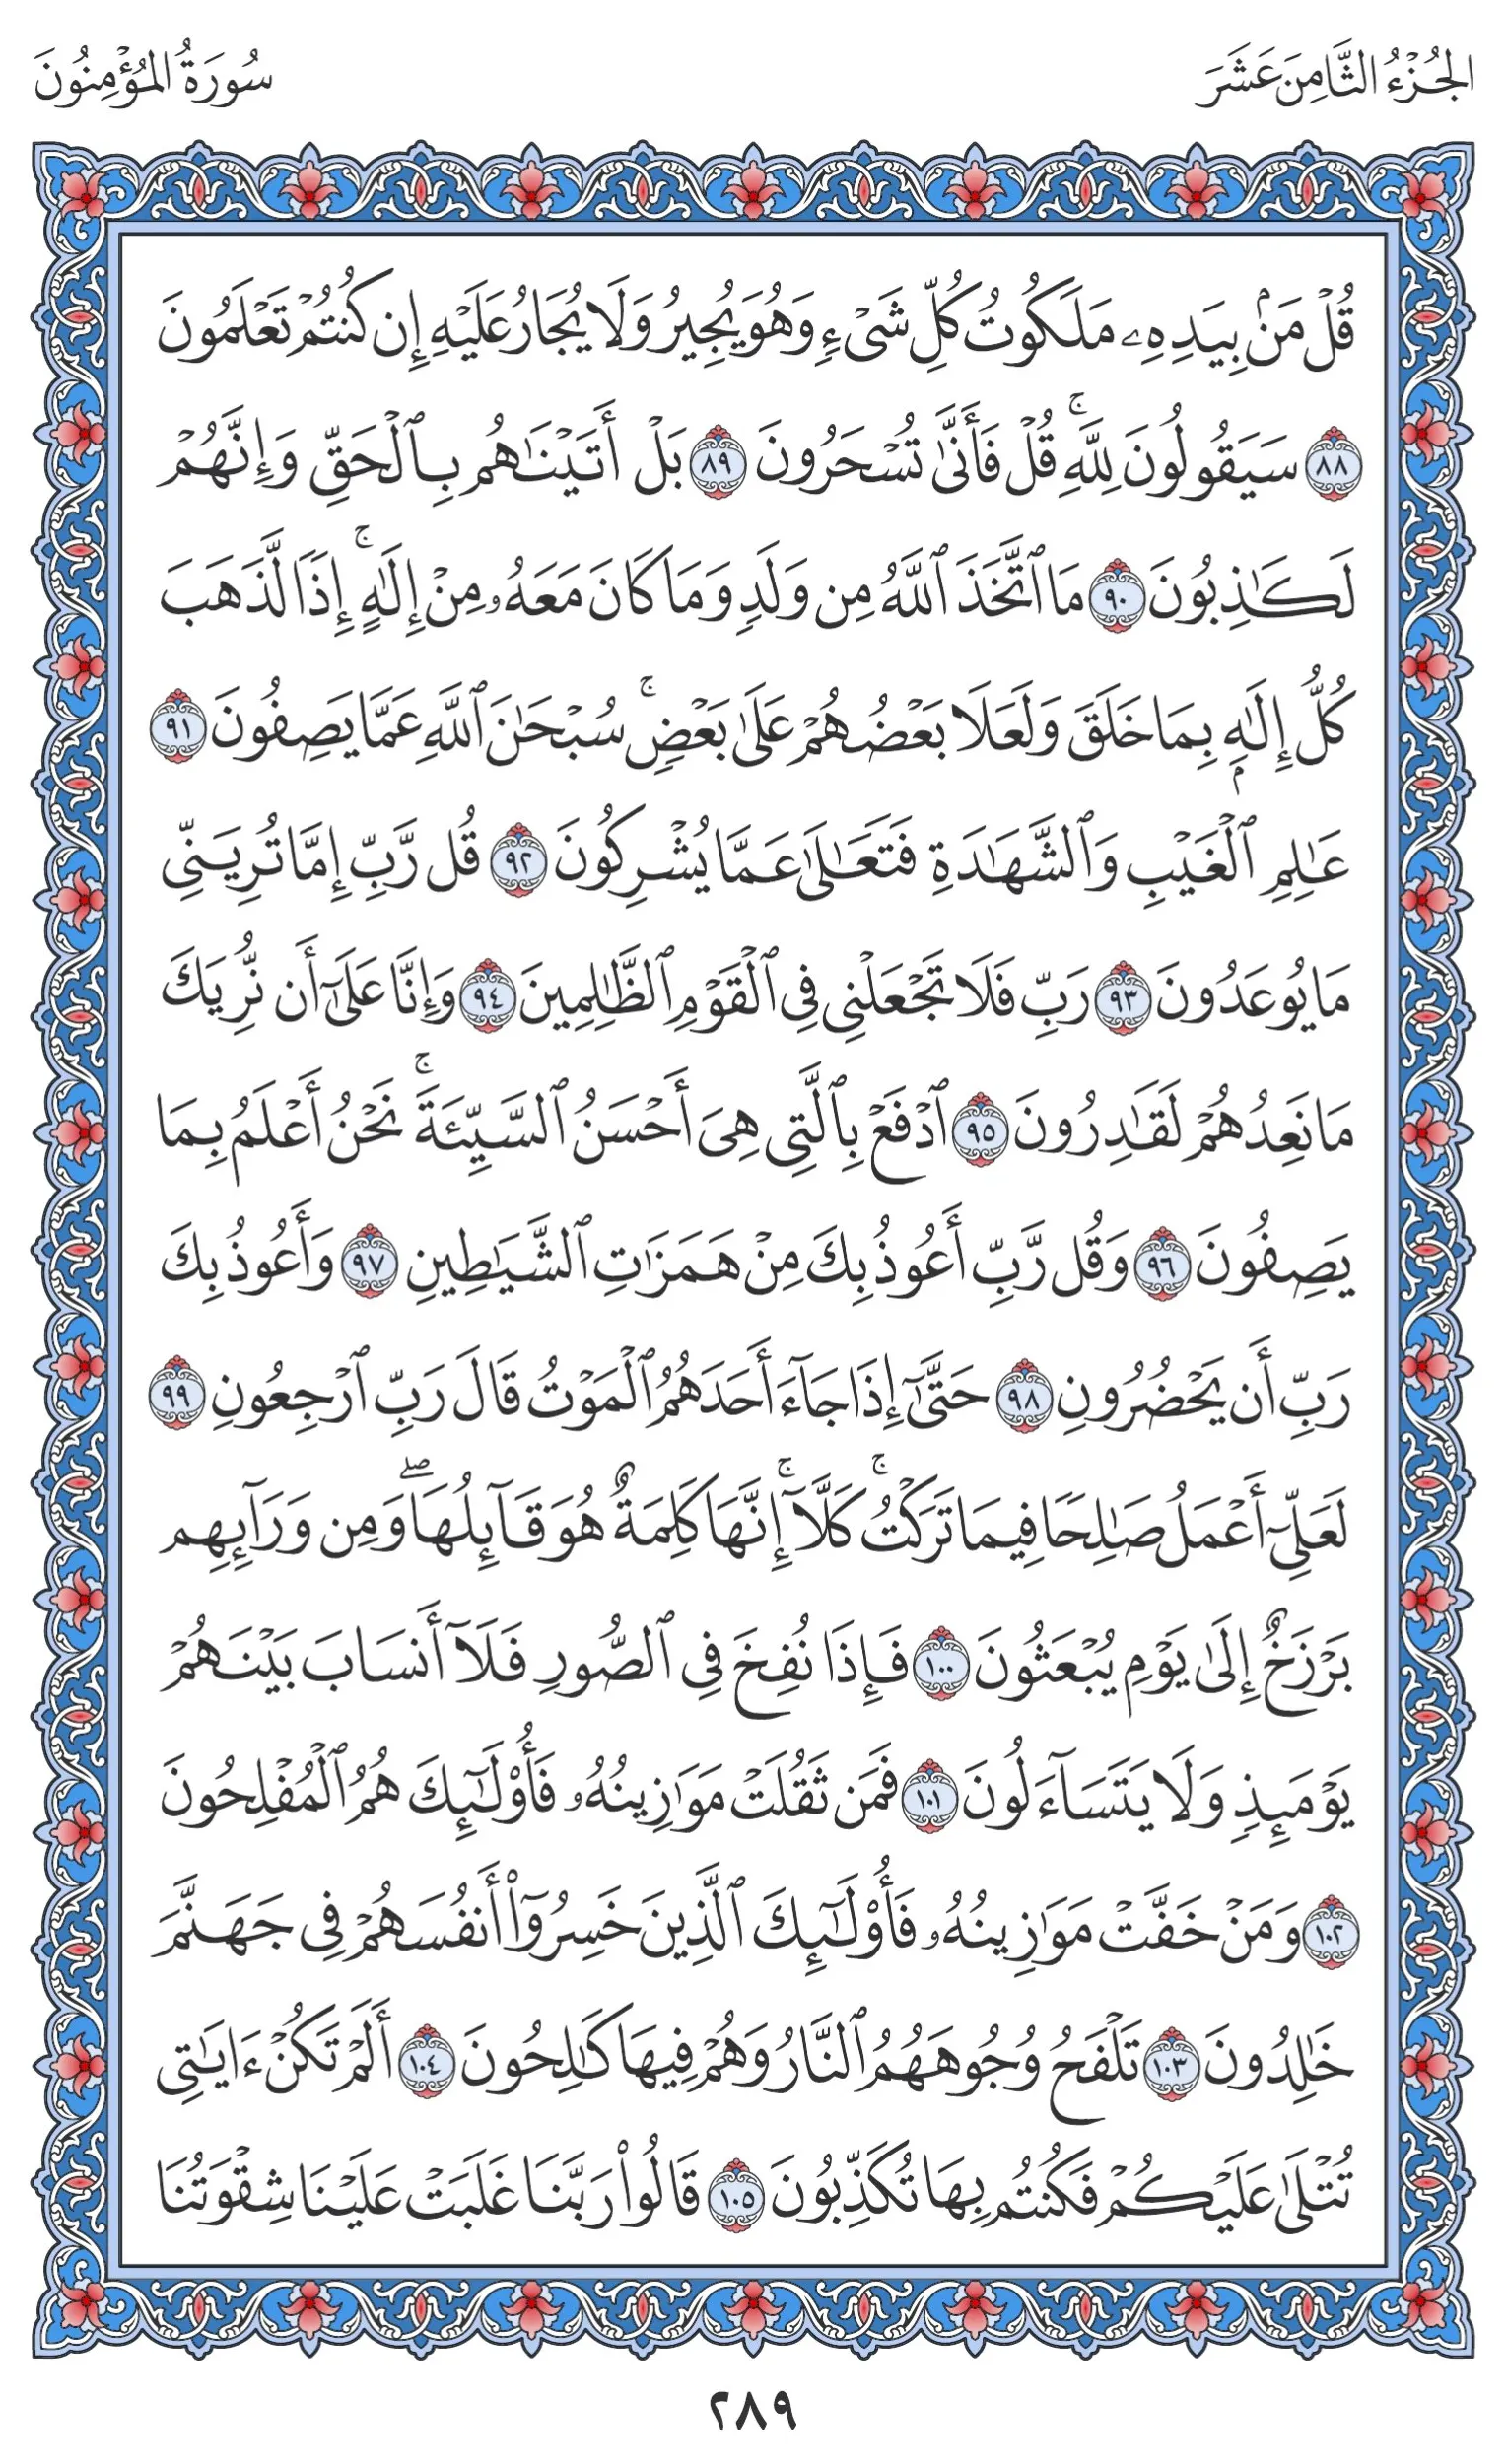 الجُزْءُ الثَّامِنَ عَشَرَ
سُورَةُ المُؤْمِنُونَ
قُلْ مَنۢ بِيَدِهِۦ مَلَكُوتُ كُلِّ شَىْءٍ وَهُوَ يُجِيرُ وَلَا يُجَارُ عَلَيْهِ إِن كُنتُمْ تَعْلَمُونَ
٨٨ سَيَقُولُونَ لِلَّهِ ۚ قُلْ فَأَنَّىٰ تُسْحَرُونَ ٨٩ بَلْ أَتَيْنَـٰهُم بِٱلْحَقِّ وَإِنَّهُمْ
لَكَـٰذِبُونَ ٩٠ مَا ٱتَّخَذَ ٱللَّهُ مِن وَلَدٍ وَمَا كَانَ مَعَهُۥ مِنْ إِلَـٰهٍ ۚ إِذًا لَّذَهَبَ
كُلُّ إِلَـٰهٍۭ بِمَا خَلَقَ وَلَعَلَا بَعْضُهُمْ عَلَىٰ بَعْضٍ ۚ سُبْحَـٰنَ ٱللَّهِ عَمَّا يَصِفُونَ ٩١
عَـٰلِمِ ٱلْغَيْبِ وَٱلشَّهَـٰدَةِ فَتَعَـٰلَىٰ عَمَّا يُشْرِكُونَ ٩٢ قُل رَّبِّ إِمَّا تُرِيَنِّى
مَا يُوعَدُونَ ٩٣ رَبِّ فَلَا تَجْعَلْنِى فِى ٱلْقَوْمِ ٱلظَّـٰلِمِينَ ٩٤ وَإِنَّا عَلَىٰٓ أَن نُّرِيَكَ
مَا نَعِدُهُمْ لَقَـٰدِرُونَ ٩٥ ٱدْفَعْ بِٱلَّتِى هِىَ أَحْسَنُ ٱلسَّيِّئَةَ ۚ نَحْنُ أَعْلَمُ بِمَا
يَصِفُونَ ٩٦ وَقُل رَّبِّ أَعُوذُ بِكَ مِنْ هَمَزَٰتِ ٱلشَّيَـٰطِينِ ٩٧ وَأَعُوذُ بِكَ
رَبِّ أَن يَحْضُرُونِ ٩٨ حَتَّىٰٓ إِذَا جَآءَ أَحَدَهُمُ ٱلْمَوْتُ قَالَ رَبِّ ٱرْجِعُونِ ٩٩
لَعَلِّىٓ أَعْمَلُ صَـٰلِحًا فِيمَا تَرَكْتُ ۚ كَلَّآ ۚ إِنَّهَا كَلِمَةٌ هُوَ قَآئِلُهَا ۖ وَمِن وَرَآئِهِم
بَرْزَخٌ إِلَىٰ يَوْمِ يُبْعَثُونَ ١٠٠ فَإِذَا نُفِخَ فِى ٱلصُّورِ فَلَآ أَنسَابَ بَيْنَهُمْ
يَوْمَئِذٍ وَلَا يَتَسَآءَلُونَ ١٠١ فَمَن ثَقُلَتْ مَوَٰزِينُهُۥ فَأُو۟لَـٰٓئِكَ هُمُ ٱلْمُفْلِحُونَ
١٠٢ وَمَنْ خَفَّتْ مَوَٰزِينُهُۥ فَأُو۟لَـٰٓئِكَ ٱلَّذِينَ خَسِرُوٓا۟ أَنفُسَهُمْ فِى جَهَنَّمَ
خَـٰلِدُونَ ١٠٣ تَلْفَحُ وُجُوهَهُمُ ٱلنَّارُ وَهُمْ فِيهَا كَـٰلِحُونَ ١٠٤ أَلَمْ تَكُنْ ءَايَـٰتِى
تُتْلَىٰ عَلَيْكُمْ فَكُنتُم بِهَا تُكَذِّبُونَ ١٠٥ قَالُوا۟ رَبَّنَا غَلَبَتْ عَلَيْنَا شِقْوَتُنَا
٢٨٩